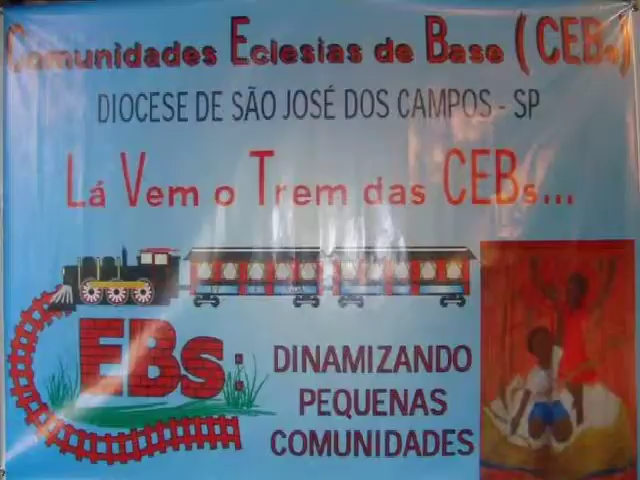 Comunidades Eclesias de Base (CEBs)
DIOCESE DE SÃO JOSÉ DOS CAMPOS - SP
Lá Vem o Trem das CEBs...
CEBs:
DINAMIZANDO
PEQUENAS
COMUNIDADES